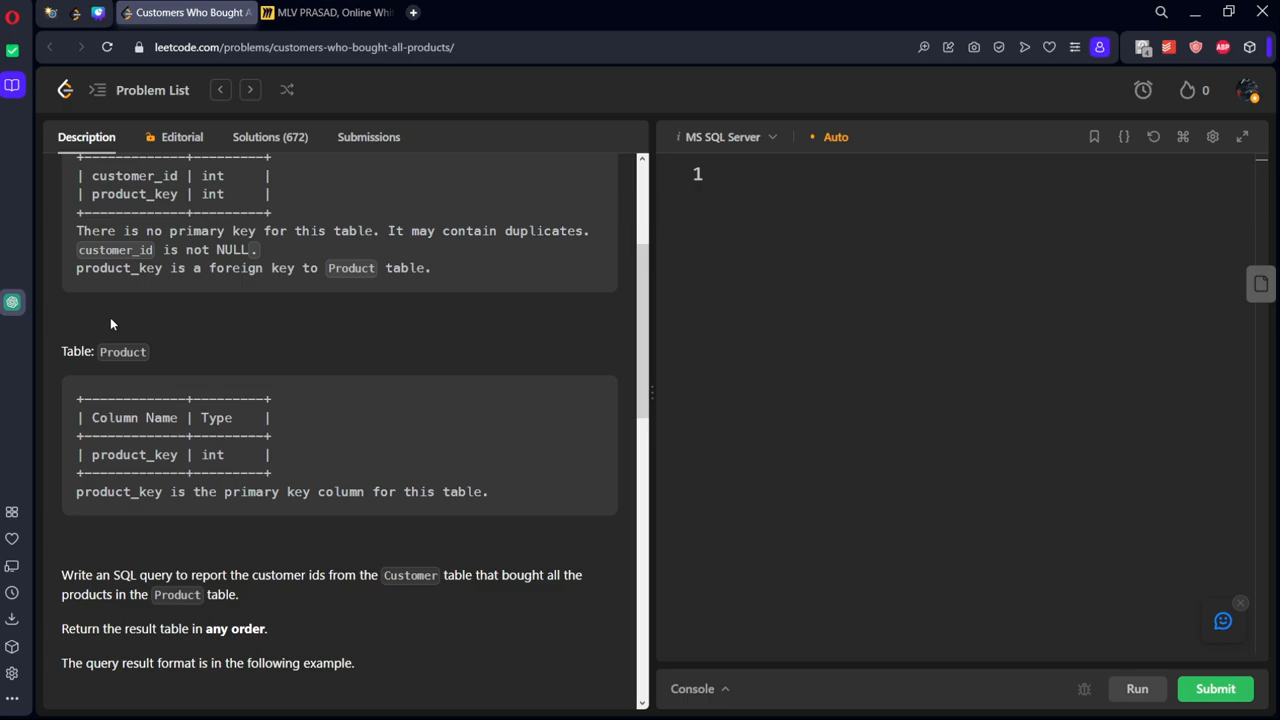 Customers Who Bought A
MLV PRASAD, Online Whi
leetcode.com/problems/customers-who-bought-all-products/
Problem List
0
Description
Editorial
Solutions (672)
Submissions
MS SQL Server
Auto
+-------------+---------+
| customer_id | int     |
| product_key | int     |
+-------------+---------+
There is no primary key for this table. It may contain duplicates.
customer_id is not NULL.
product_key is a foreign key to Product table.
Table: Product
+-------------+---------+
| Column Name | Type    |
+-------------+---------+
| product_key | int     |
+-------------+---------+
product_key is the primary key column for this table.
Write an SQL query to report the customer ids from the Customer table that bought all the
products in the Product table.
Return the result table in any order.
The query result format is in the following example.
1
Console
Run
Submit